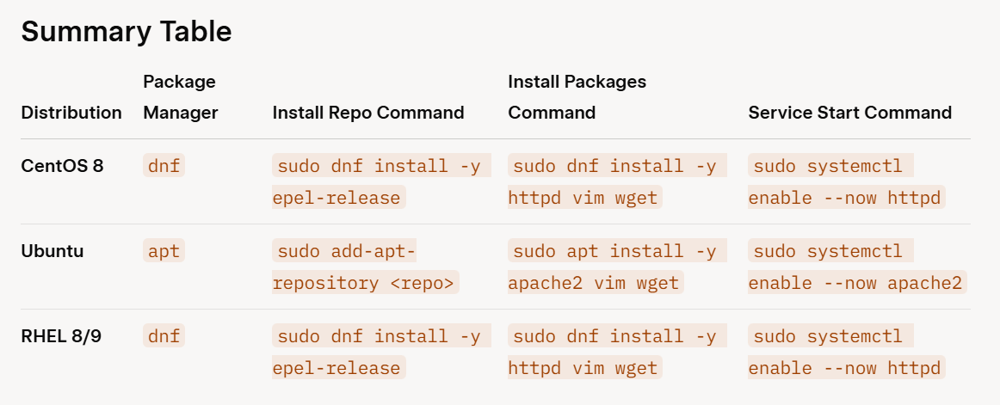 Summary Table
Distribution Package Manager Install Repo Command Install Packages Command Service Start Command
CentOS 8 dnf sudo dnf install -y epel-release sudo dnf install -y httpd vim wget sudo systemctl enable --now httpd
Ubuntu apt sudo add-apt-repository <repo> sudo apt install -y apache2 vim wget sudo systemctl enable --now apache2
RHEL 8/9 dnf sudo dnf install -y epel-release sudo dnf install -y httpd vim wget sudo systemctl enable --now httpd